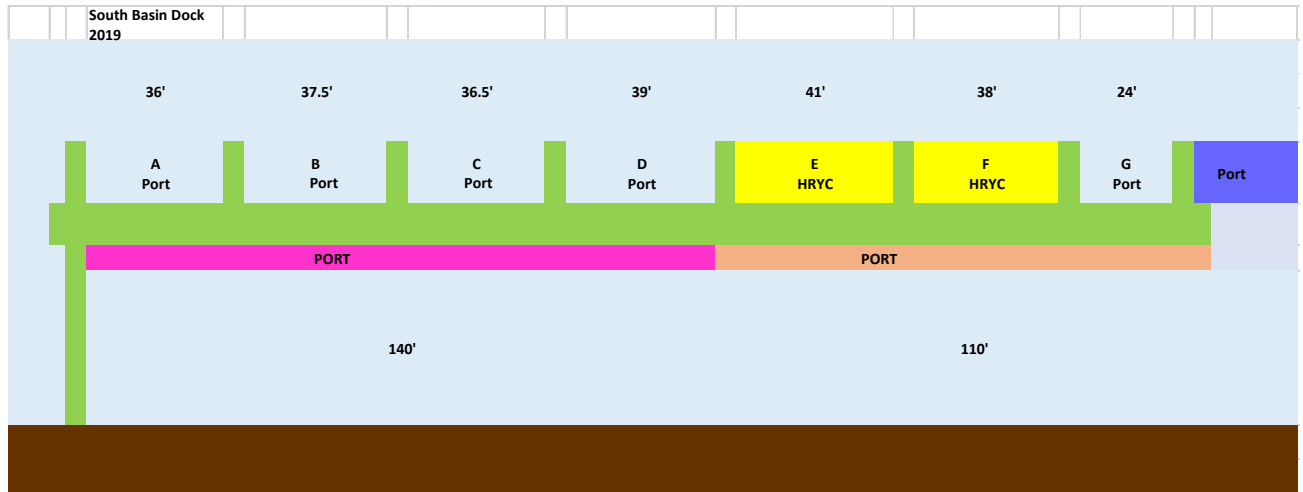 South Basin Dock
2019
36'
37.5'
36.5'
39'
41'
38'
24'
A
Port
B
Port
C
Port
D
Port
E
HRYC
F
HRYC
G
Port
Port
PORT
PORT
140'
110'